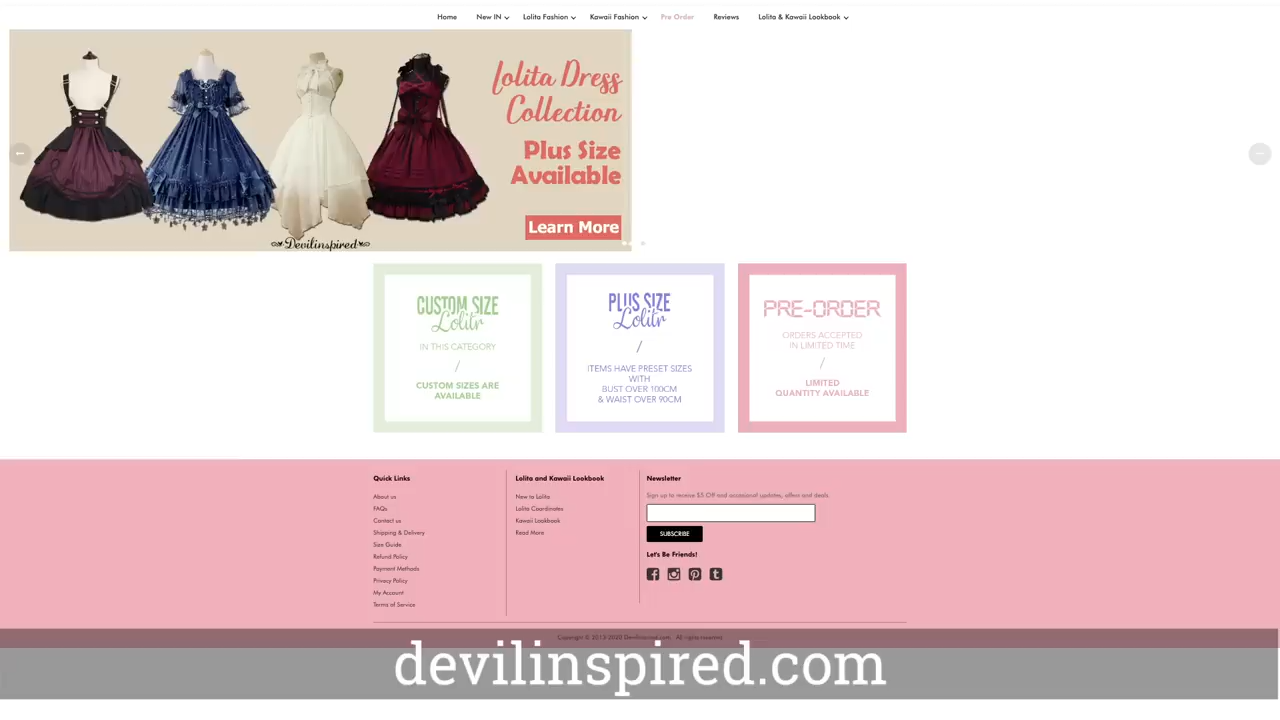 Home New IN Lolita Fashion Kawaii Fashion Pre Order Reviews Lolita & Kawaii Lookbook
Lolita Dress
Collection
Plus Size
Available
Learn More
Devilinspired
CUSTOM SIZE
Lolita
IN THIS CATEGORY
/
CUSTOM SIZES ARE
AVAILABLE
PLUS SIZE
Lolita
/
ITEMS HAVE PRESET SIZES
WITH
BUST OVER 100CM
& WAIST OVER 90CM
PRE-ORDER
ORDERS ACCEPTED
IN LIMITED TIME
/
LIMITED
QUANTITY AVAILABLE
Quick Links
About us
FAQs
Contact us
Shipping & Delivery
Size Guide
Refund Policy
Payment Methods
Privacy Policy
My Account
Terms of Service
Lolita and Kawaii Lookbook
New to Lolita
Lolita Coordinates
Kawaii Lookbook
Read More
Newsletter
Sign up to receive $5 Off and occasional updates, offers and deals
SUBSCRIBE
Let's Be Friends!
Copyright © 2013-2020 Devilinspired.com. All rights reserved.
devilinspired.com